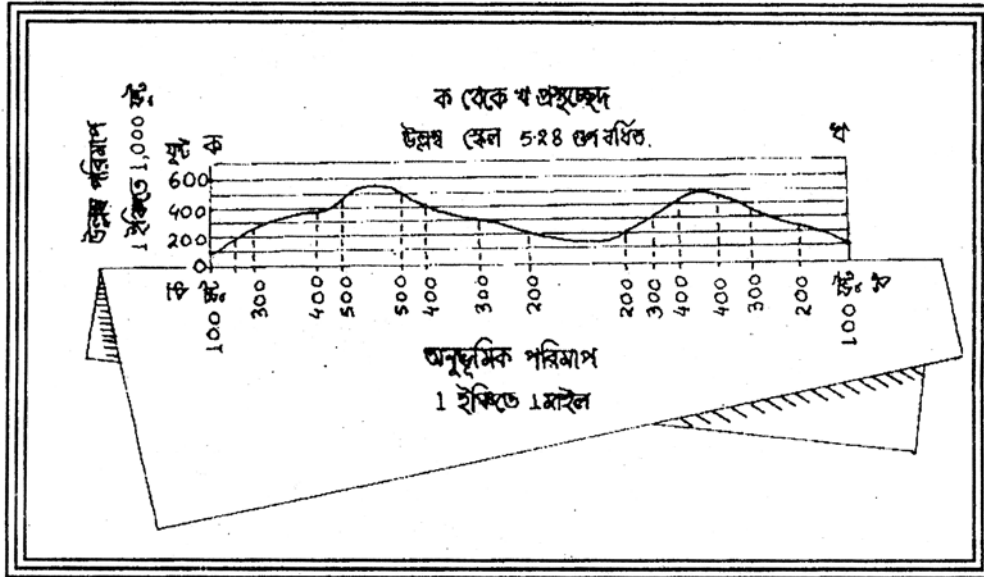 ক থেকে খ প্রস্থচ্ছেদ
উল্লম্ব স্কেল 5.28 গুণ বর্ধিত.
উল্লম্ব পরিমাপ
1 ইঞ্চিতে 1,000 ফুট
ফুট
ক
খ
600
400
200
0
ক
ফুট
খ
100 300 400 500 500 400 300 200 200 300 400 400 300 200 100
অনুভূমিক পরিমাপ
1 ইঞ্চিতে 1 মাইল